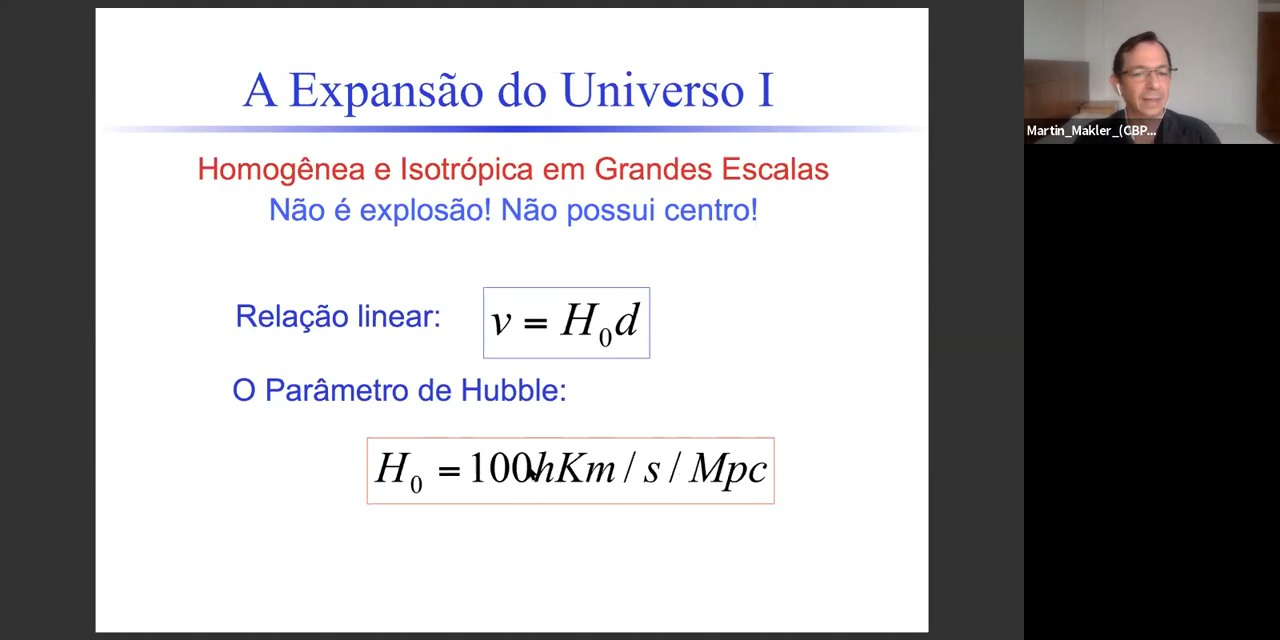 A Expansão do Universo I
Homogênea e Isotrópica em Grandes Escalas
Não é explosão! Não possui centro!
Relação linear: v = H₀d
O Parâmetro de Hubble:
H₀ = 100hKm / s / Mpc
Martin_Makler_(CBP...